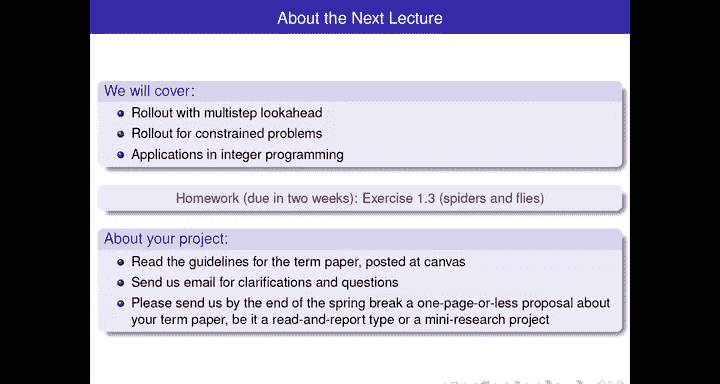 About the Next Lecture
We will cover:
Rollout with multistep lookahead
Rollout for constrained problems
Applications in integer programming
Homework (due in two weeks): Exercise 1.3 (spiders and flies)
About your project:
Read the guidelines for the term paper, posted at canvas
Send us email for clarifications and questions
Please send us by the end of the spring break a one-page-or-less proposal about
your term paper, be it a read-and-report type or a mini-research project